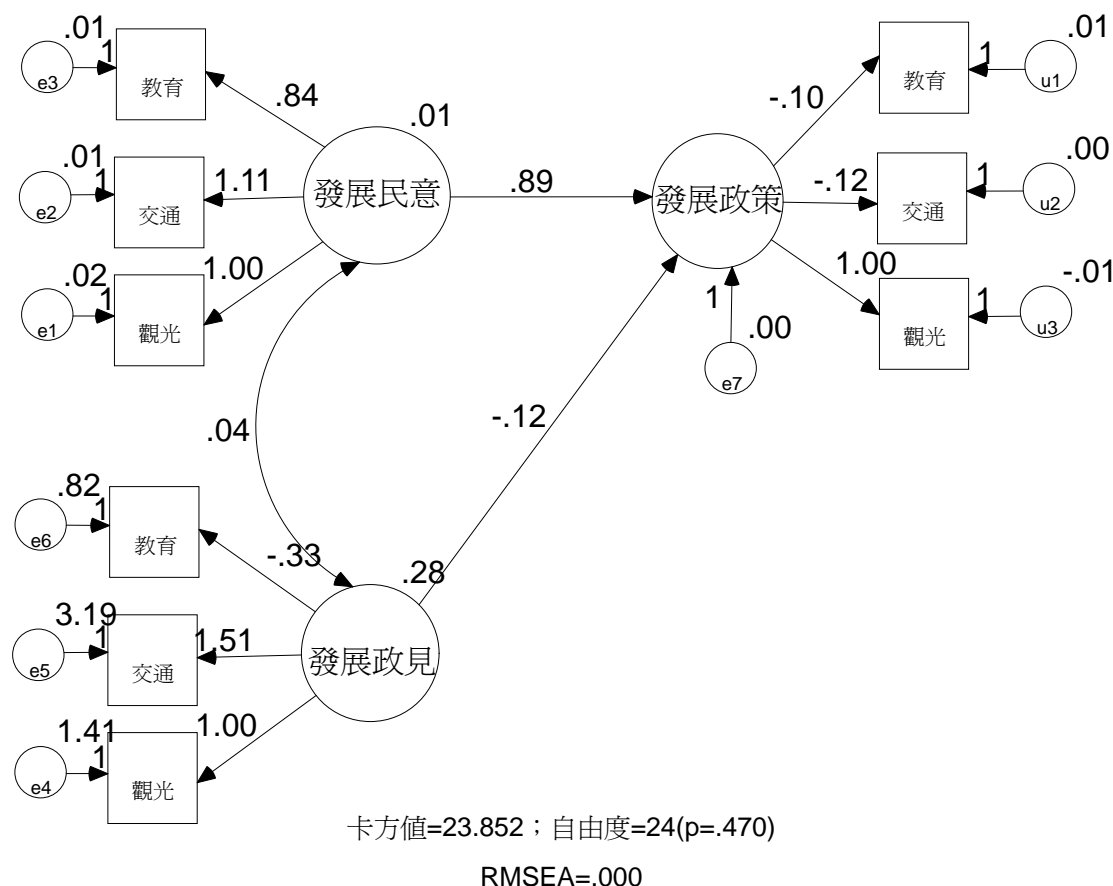 .01
1
e3
教育
.84
.01
1
e2
交通
1.11
.02
1
e1
觀光
1.00
.01
發展民意
.89
發展政策
-.10
教育
1
.01
u1
-.12
交通
1
.00
u2
1.00
觀光
1
-.01
u3
1
.00
e7
.04
-.12
.82
1
e6
教育
-.33
3.19
1
e5
交通
1.51
1.41
1
e4
觀光
1.00
.28
發展政見
卡方値=23.852；自由度=24(p=.470)
RMSEA=.000